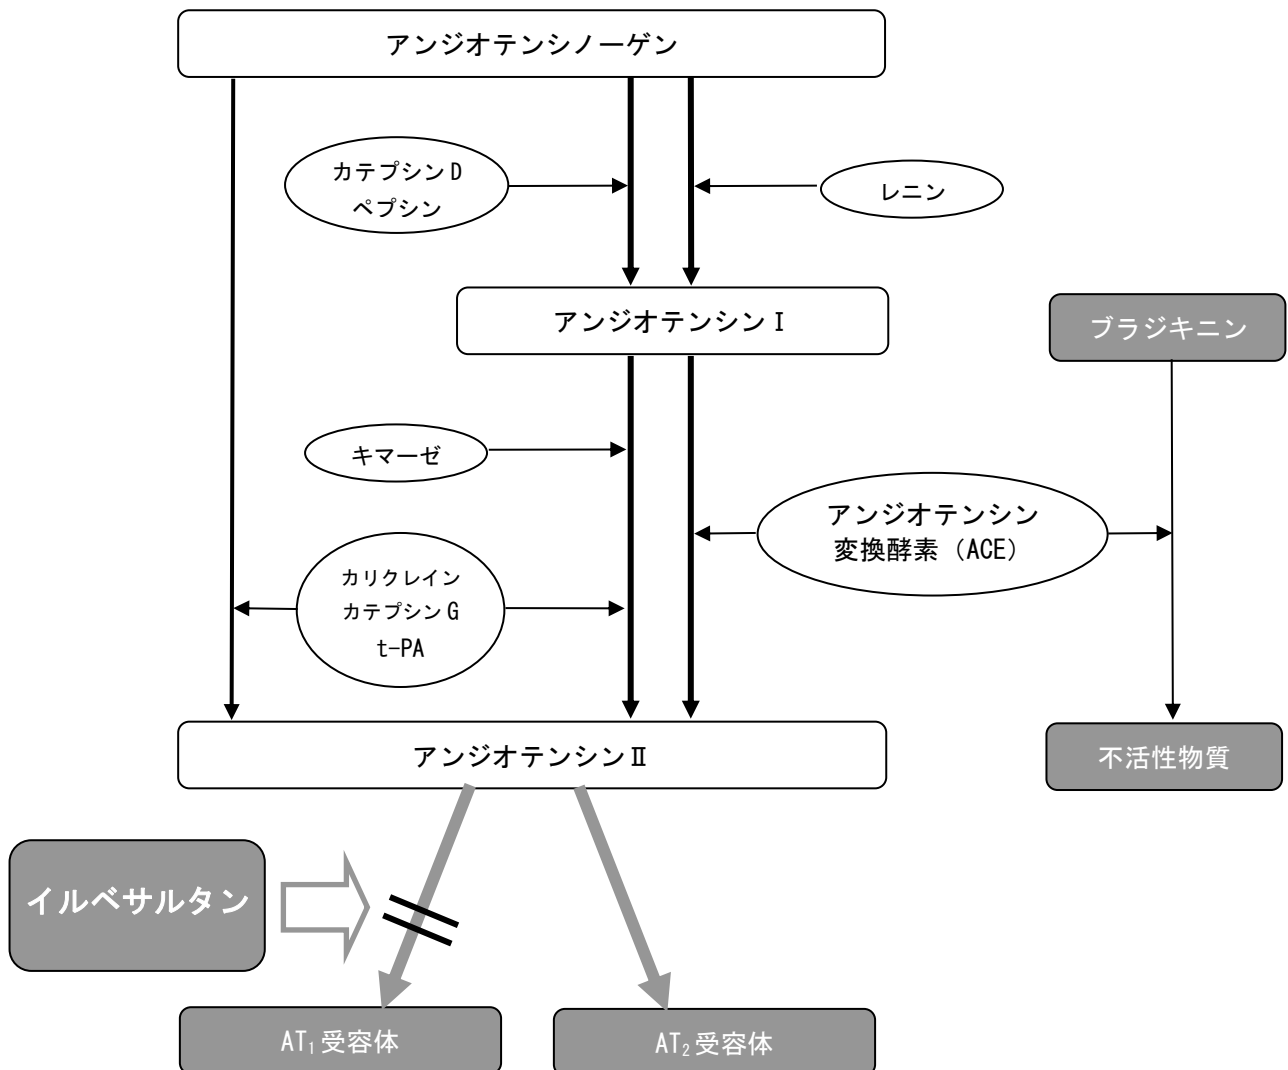 アンジオテンシノーゲン
カテプシンD
ペプシン
レニン
アンジオテンシンⅠ
ブラジキニン
キマーゼ
アンジオテンシン
変換酵素（ACE）
カリクレイン
カテプシンG
t-PA
アンジオテンシンⅡ
不活性物質
イルベサルタン
AT₁受容体
AT₂受容体